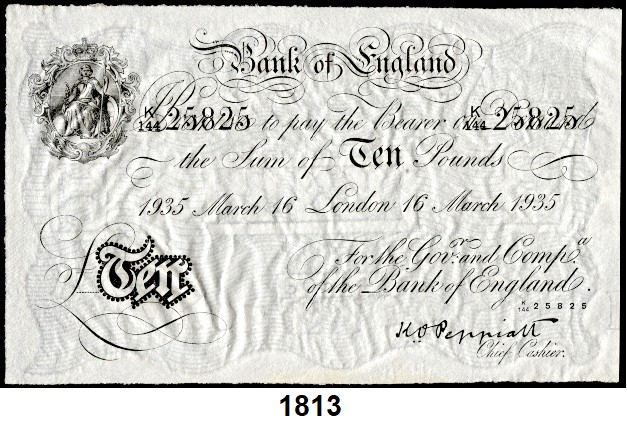 Bank of England
K/144 25825 K/144 25825
to pay the Bearer on
the Sum of Ten Pounds
1935 March 16 London 16 March 1935
For the Govr. and Compa.
of the Bank of England.
K/144 25825
£Ten
K O Peppiatt
Chief Cashier.
1813